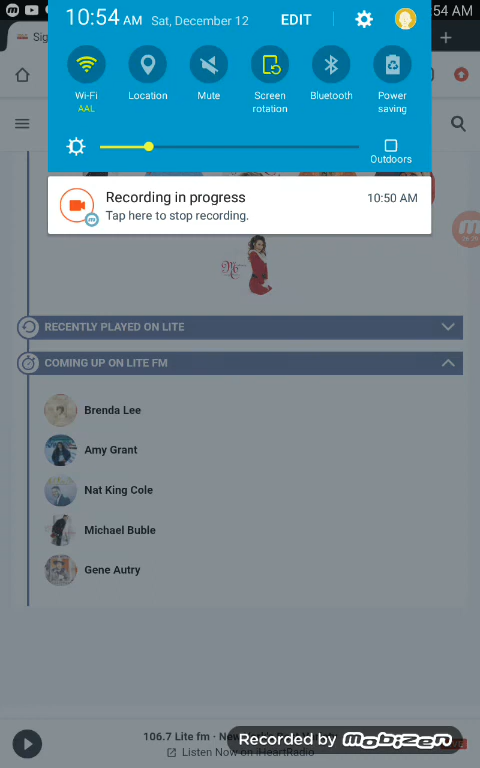 54 AM
10:54 AM Sat, December 12 EDIT
Sig
Wi-Fi
AAL
Location
Mute
Screen
rotation
Bluetooth
Power
saving
Outdoors
Recording in progress 10:50 AM
Tap here to stop recording.
RECENTLY PLAYED ON LITE
COMING UP ON LITE FM
Brenda Lee
Amy Grant
Nat King Cole
Michael Buble
Gene Autry
106.7 Lite fm
Listen Now on iHeartRadio
Recorded by mobizen